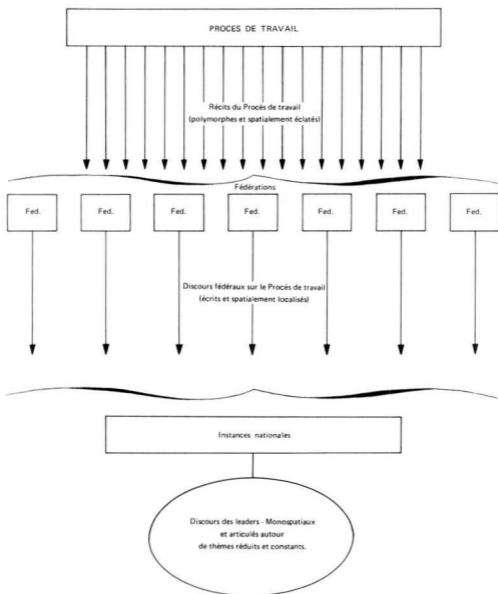 PROCES DE TRAVAIL
Récits du Procès de travail
(polymorphes et spatialement éclatés)
Fédérations
Fed. Fed. Fed. Fed. Fed. Fed. Fed.
Discours fédéraux sur le Procès de travail
(écrits et spatialement localisés)
Instances nationales
Discours des leaders - Monospatiaux
et articulés autour
de thèmes réduits et constants.